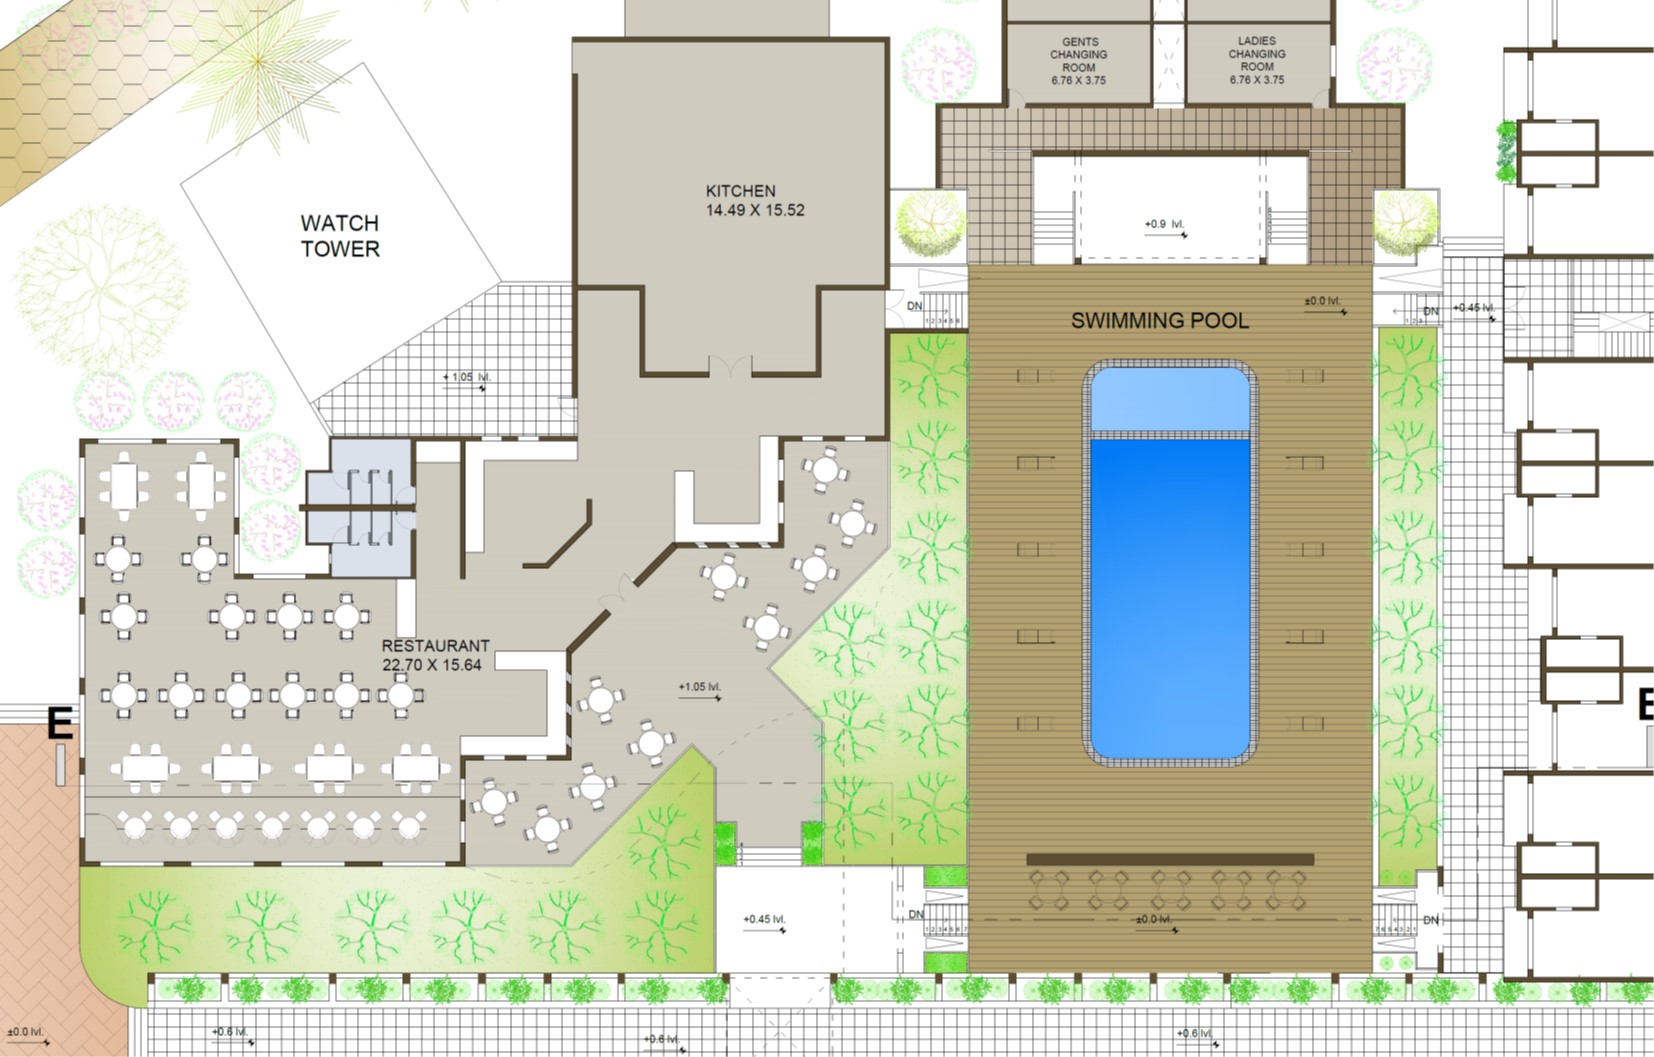 GENTS
CHANGING
ROOM
6.76 X 3.75
LADIES
CHANGING
ROOM
6.76 X 3.75
KITCHEN
14.49 X 15.52
WATCH
TOWER
+0.9 lvl.
DN
±0.0 lvl.
DN
+0.45 lvl.
SWIMMING POOL
+ 1.05 lvl.
RESTAURANT
22.70 X 15.64
+1.05 lvl.
E
E
+0.45 lvl.
DN
±0.0 lvl.
DN
±0.0 lvl.
+0.6 lvl.
+0.6 lvl.
+0.6 lvl.